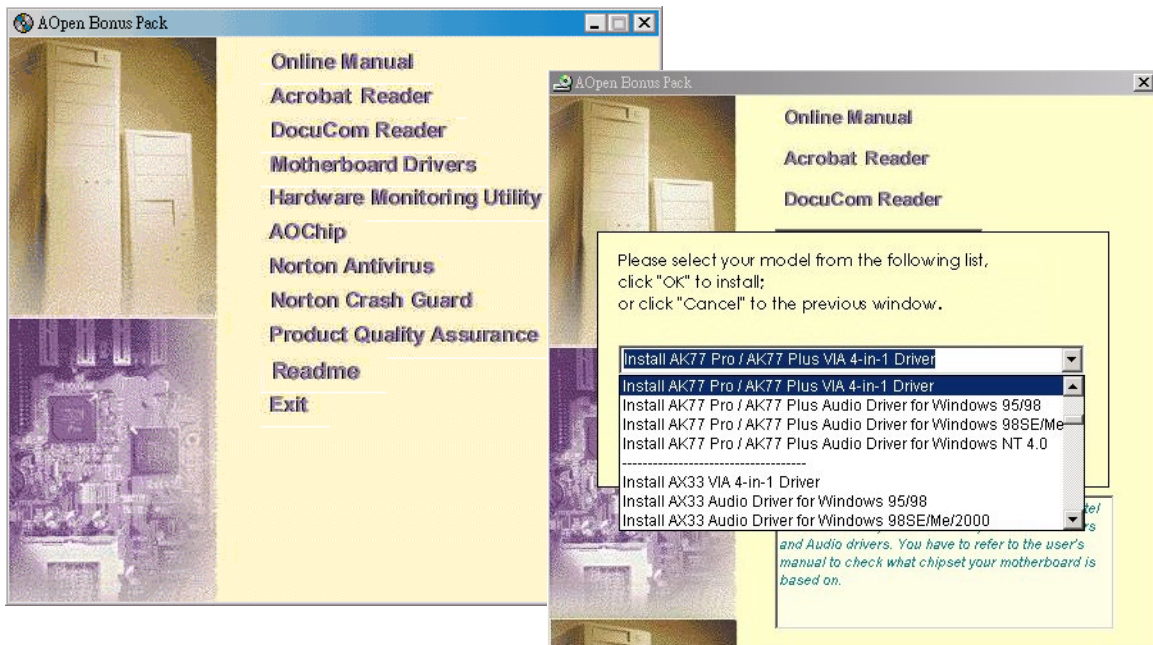 AOpen Bonus Pack
Online Manual
Acrobat Reader
DocuCom Reader
Motherboard Drivers
Hardware Monitoring Utility
AOChip
Norton Antivirus
Norton Crash Guard
Product Quality Assurance
Readme
Exit
AOpen Bonus Pack
Online Manual
Acrobat Reader
DocuCom Reader
Please select your model from the following list,
click "OK" to install;
or click "Cancel" to the previous window.
Install AK77 Pro / AK77 Plus VIA 4-in-1 Driver
Install AK77 Pro / AK77 Plus VIA 4-in-1 Driver
Install AK77 Pro / AK77 Plus Audio Driver for Windows 95/98
Install AK77 Pro / AK77 Plus Audio Driver for Windows 98SE/Me
Install AK77 Pro / AK77 Plus Audio Driver for Windows NT 4.0
-----------------------------------
Install AX33 VIA 4-in-1 Driver
Install AX33 Audio Driver for Windows 95/98
Install AX33 Audio Driver for Windows 98SE/Me/2000
and Audio drivers. You have to refer to the user's
manual to check what chipset your motherboard is
based on.